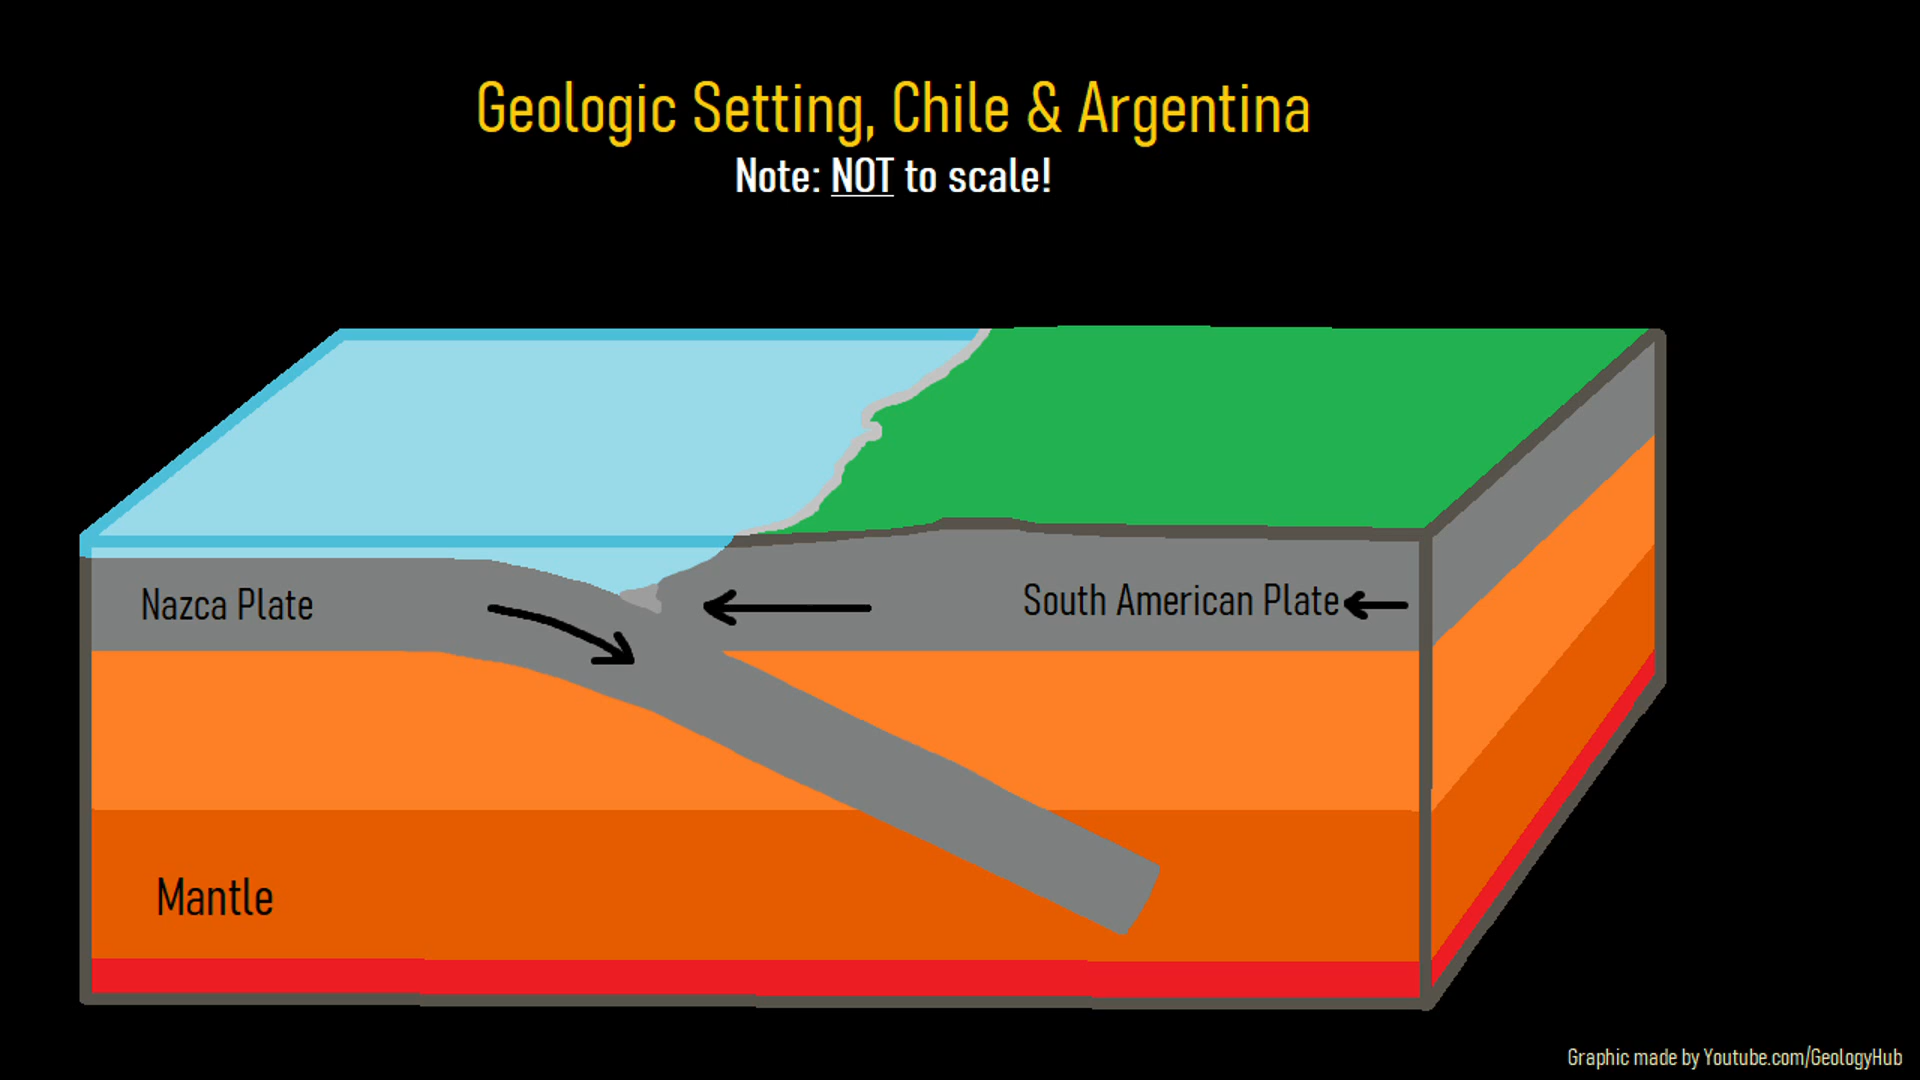 Geologic Setting, Chile & Argentina
Note: NOT to scale!
Nazca Plate
South American Plate
Mantle
Graphic made by Youtube.com/GeologyHub